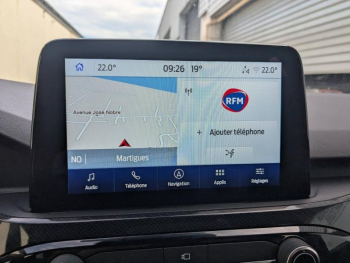 22.0° 09:26 19° 22.0°
Avenue José Nobre
RFM
+ Ajouter téléphone
NO Martigues
Audio Téléphone Navigation Applis Réglages